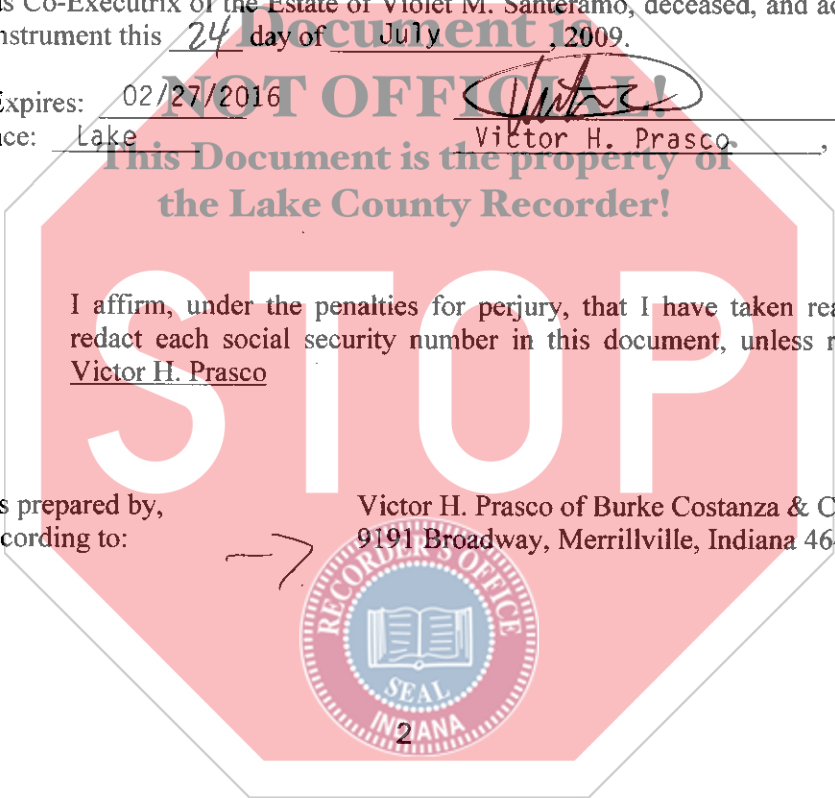 as Co-Executrix of the Estate of Violet M. Santeramo, deceased, and
nstrument this 24 day of July, 2009.
Document is
NOT OFFICIAL!
Expires: 02/27/2016
nce: Lake
Victor H. Prasco,
This Document is the property of
the Lake County Recorder!
STOP
I affirm, under the penalties for perjury, that I have taken rea
redact each social security number in this document, unless r
Victor H. Prasco
s prepared by,
cording to:
Victor H. Prasco of Burke Costanza & C
9191 Broadway, Merrillville, Indiana 46
RECORDER'S OFFICE
SEAL
INDIANA
2